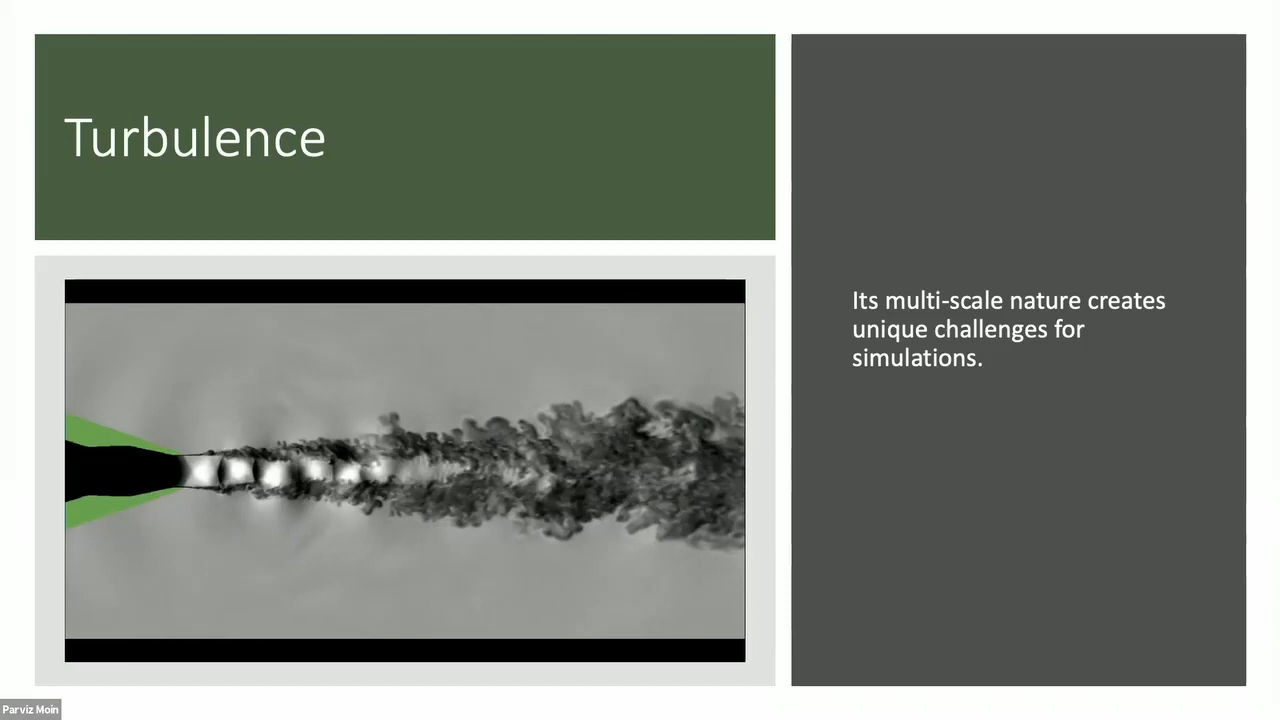 Turbulence
Its multi-scale nature creates
unique challenges for
simulations.
Parviz Moin